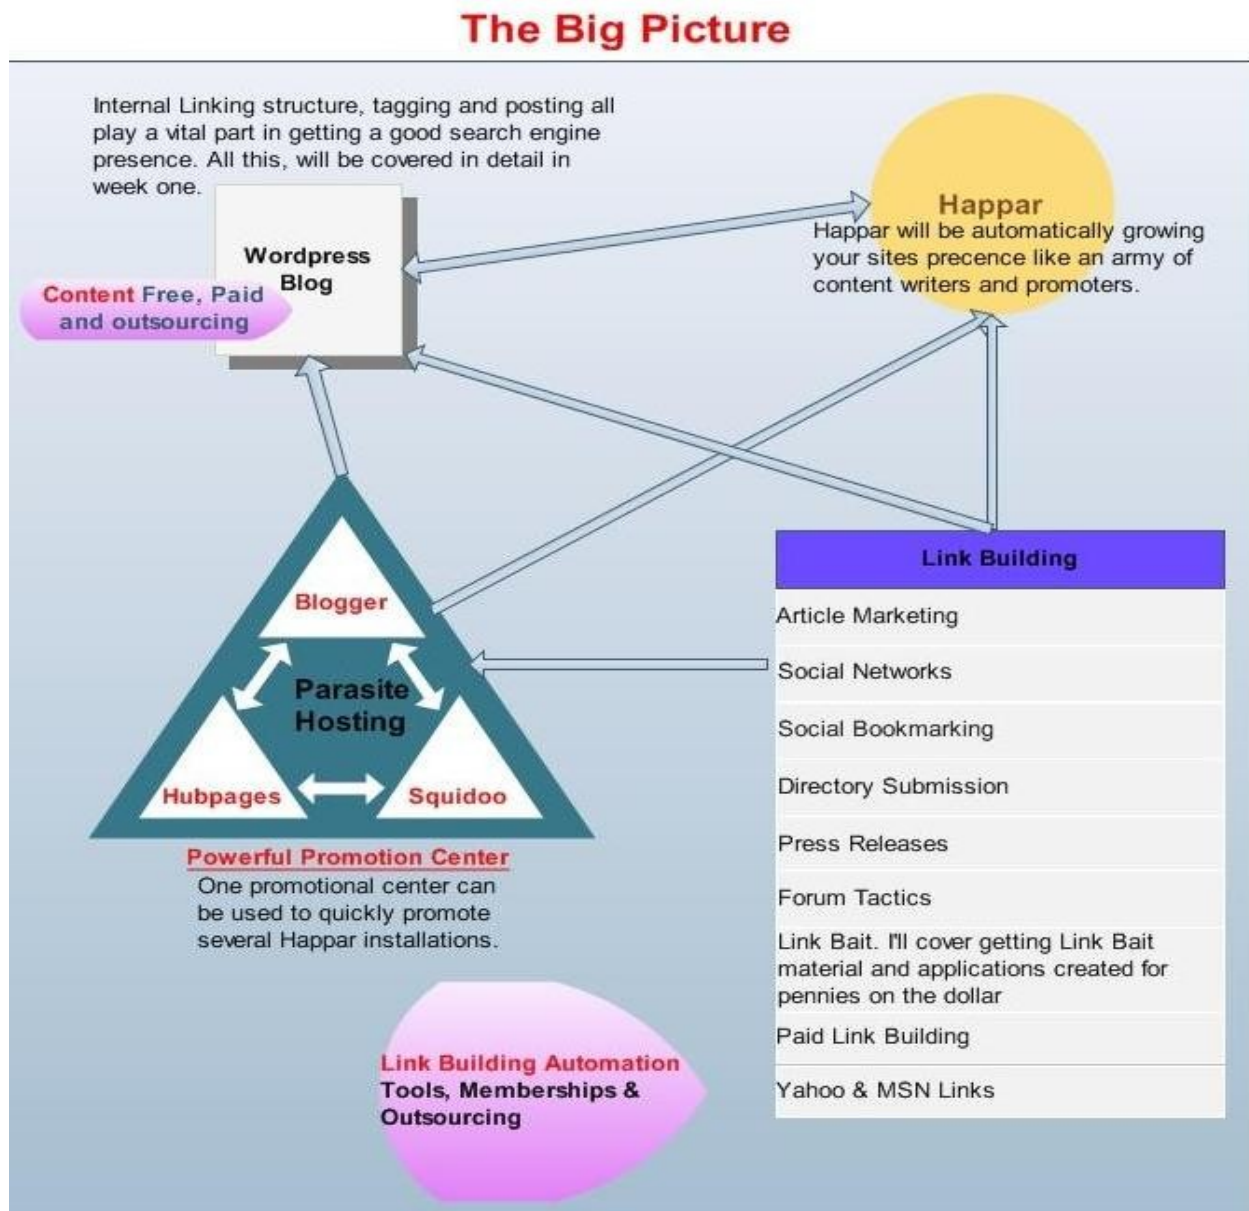 The Big Picture
Internal Linking structure, tagging and posting all
play a vital part in getting a good search engine
presence. All this, will be covered in detail in
week one.
Wordpress
Blog
Content Free, Paid
and outsourcing
Happar
Happar will be automatically growing
your sites precence like an army of
content writers and promoters.
Blogger
Parasite
Hosting
Hubpages
Squidoo
Powerful Promotion Center
One promotional center can
be used to quickly promote
several Happar installations.
Link Building
Article Marketing
Social Networks
Social Bookmarking
Directory Submission
Press Releases
Forum Tactics
Link Bait. I'll cover getting Link Bait
material and applications created for
pennies on the dollar
Paid Link Building
Yahoo & MSN Links
Link Building Automation
Tools, Memberships &
Outsourcing